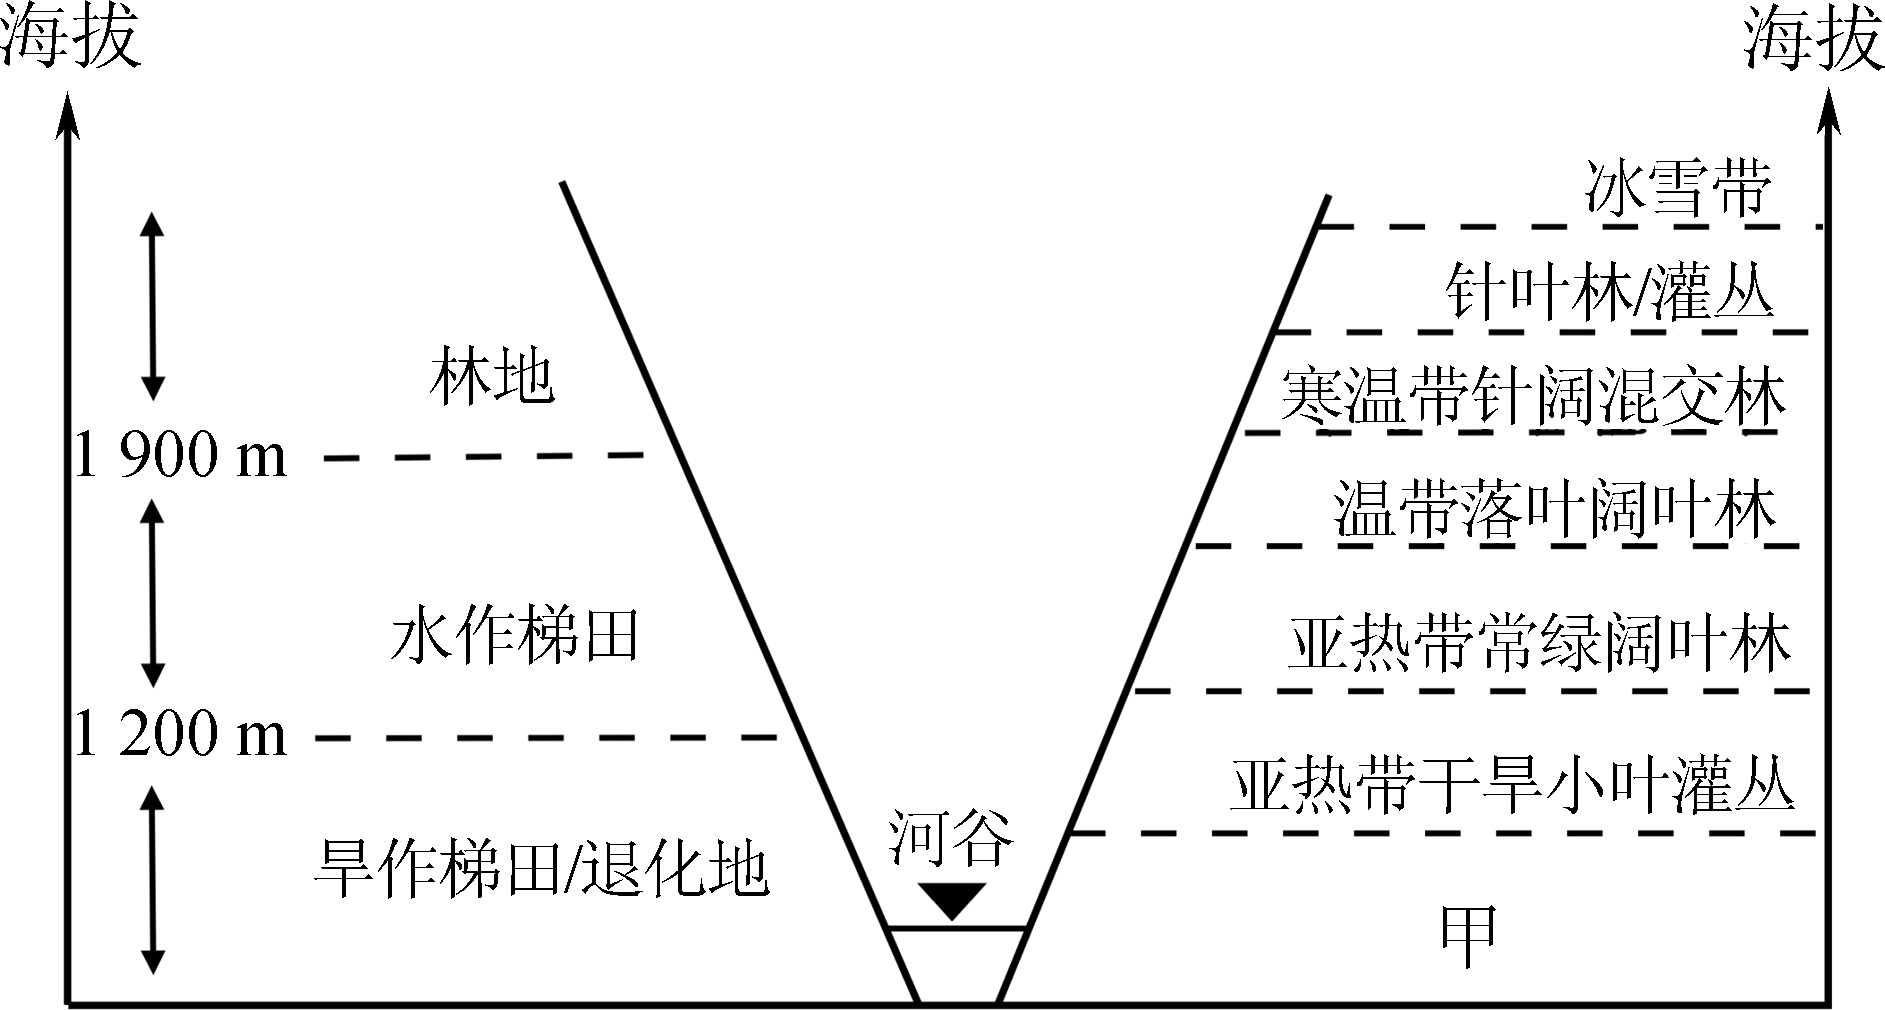 海拔
海拔
冰雪带
针叶林/灌丛
林地
寒温带针阔混交林
1 900 m
温带落叶阔叶林
水作梯田
亚热带常绿阔叶林
1 200 m
亚热带干旱小叶灌丛
河谷
旱作梯田/退化地
甲